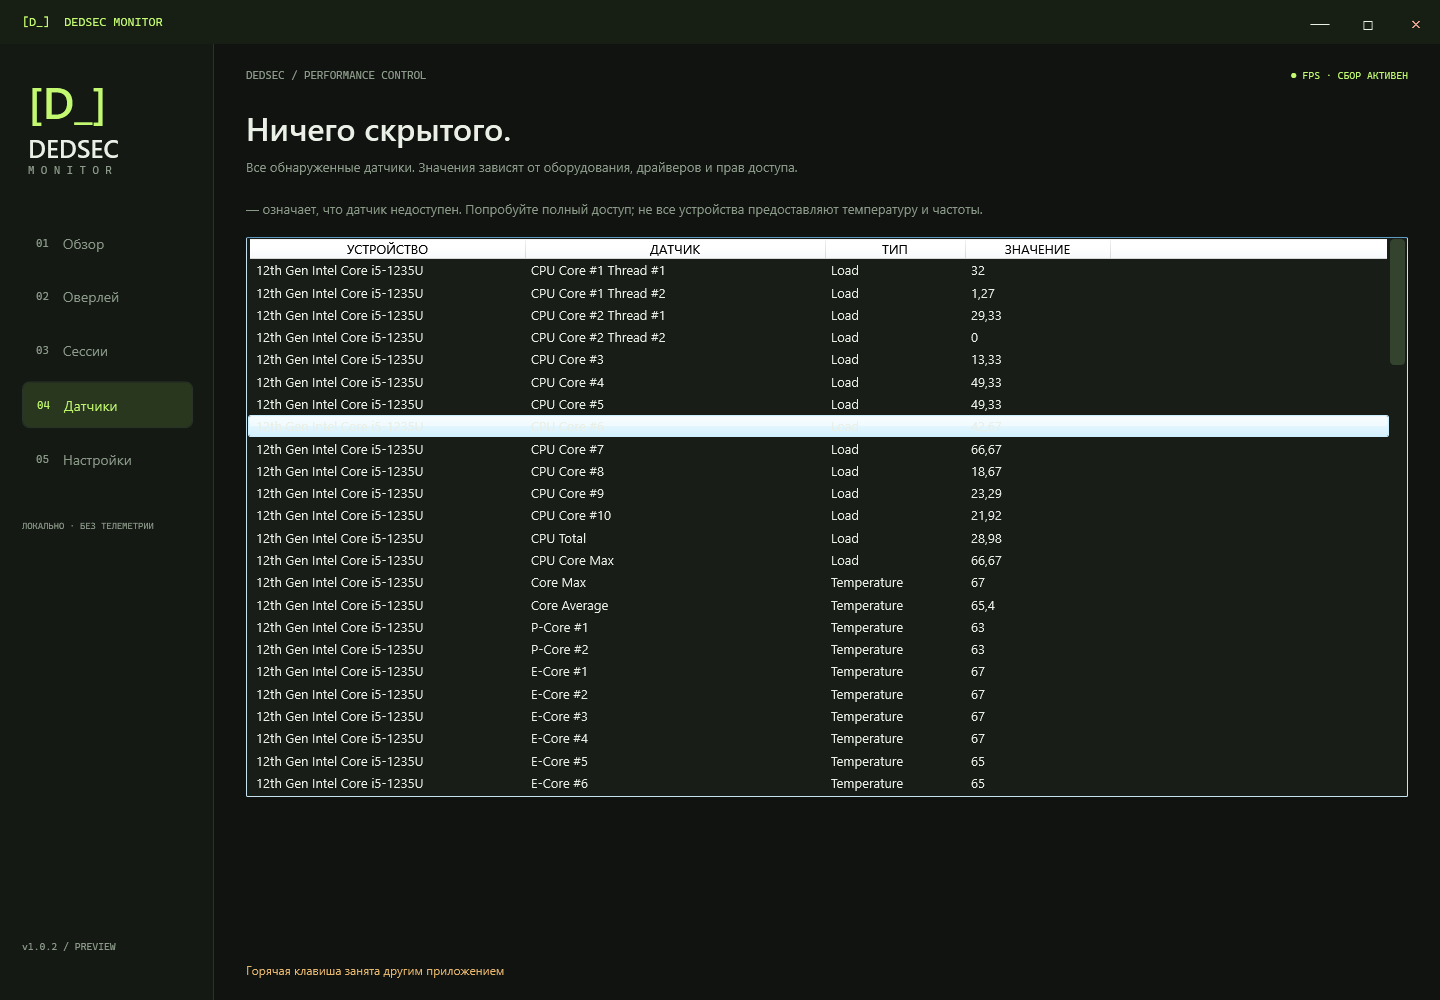 [D_] DEDSEC MONITOR
[D_]
DEDSEC
MONITOR
01 Обзор
02 Оверлей
03 Сессии
04 Датчики
05 Настройки
ЛОКАЛЬНО · БЕЗ ТЕЛЕМЕТРИИ
v1.0.2 / PREVIEW
DEDSEC / PERFORMANCE CONTROL
● FPS · СБОР АКТИВЕН
Ничего скрытого.
Все обнаруженные датчики. Значения зависят от оборудования, драйверов и прав доступа.
— означает, что датчик недоступен. Попробуйте полный доступ; не все устройства предоставляют температуру и частоты.
УСТРОЙСТВО ДАТЧИК ТИП ЗНАЧЕНИЕ
12th Gen Intel Core i5-1235U CPU Core #1 Thread #1 Load 32
12th Gen Intel Core i5-1235U CPU Core #1 Thread #2 Load 1,27
12th Gen Intel Core i5-1235U CPU Core #2 Thread #1 Load 29,33
12th Gen Intel Core i5-1235U CPU Core #2 Thread #2 Load 0
12th Gen Intel Core i5-1235U CPU Core #3 Load 13,33
12th Gen Intel Core i5-1235U CPU Core #4 Load 49,33
12th Gen Intel Core i5-1235U CPU Core #5 Load 49,33
12th Gen Intel Core i5-1235U CPU Core #6 Load 42,67
12th Gen Intel Core i5-1235U CPU Core #7 Load 66,67
12th Gen Intel Core i5-1235U CPU Core #8 Load 18,67
12th Gen Intel Core i5-1235U CPU Core #9 Load 23,29
12th Gen Intel Core i5-1235U CPU Core #10 Load 21,92
12th Gen Intel Core i5-1235U CPU Total Load 28,98
12th Gen Intel Core i5-1235U CPU Core Max Load 66,67
12th Gen Intel Core i5-1235U Core Max Temperature 67
12th Gen Intel Core i5-1235U Core Average Temperature 65,4
12th Gen Intel Core i5-1235U P-Core #1 Temperature 63
12th Gen Intel Core i5-1235U P-Core #2 Temperature 63
12th Gen Intel Core i5-1235U E-Core #1 Temperature 67
12th Gen Intel Core i5-1235U E-Core #2 Temperature 67
12th Gen Intel Core i5-1235U E-Core #3 Temperature 67
12th Gen Intel Core i5-1235U E-Core #4 Temperature 67
12th Gen Intel Core i5-1235U E-Core #5 Temperature 65
12th Gen Intel Core i5-1235U E-Core #6 Temperature 65
Горячая клавиша занята другим приложением